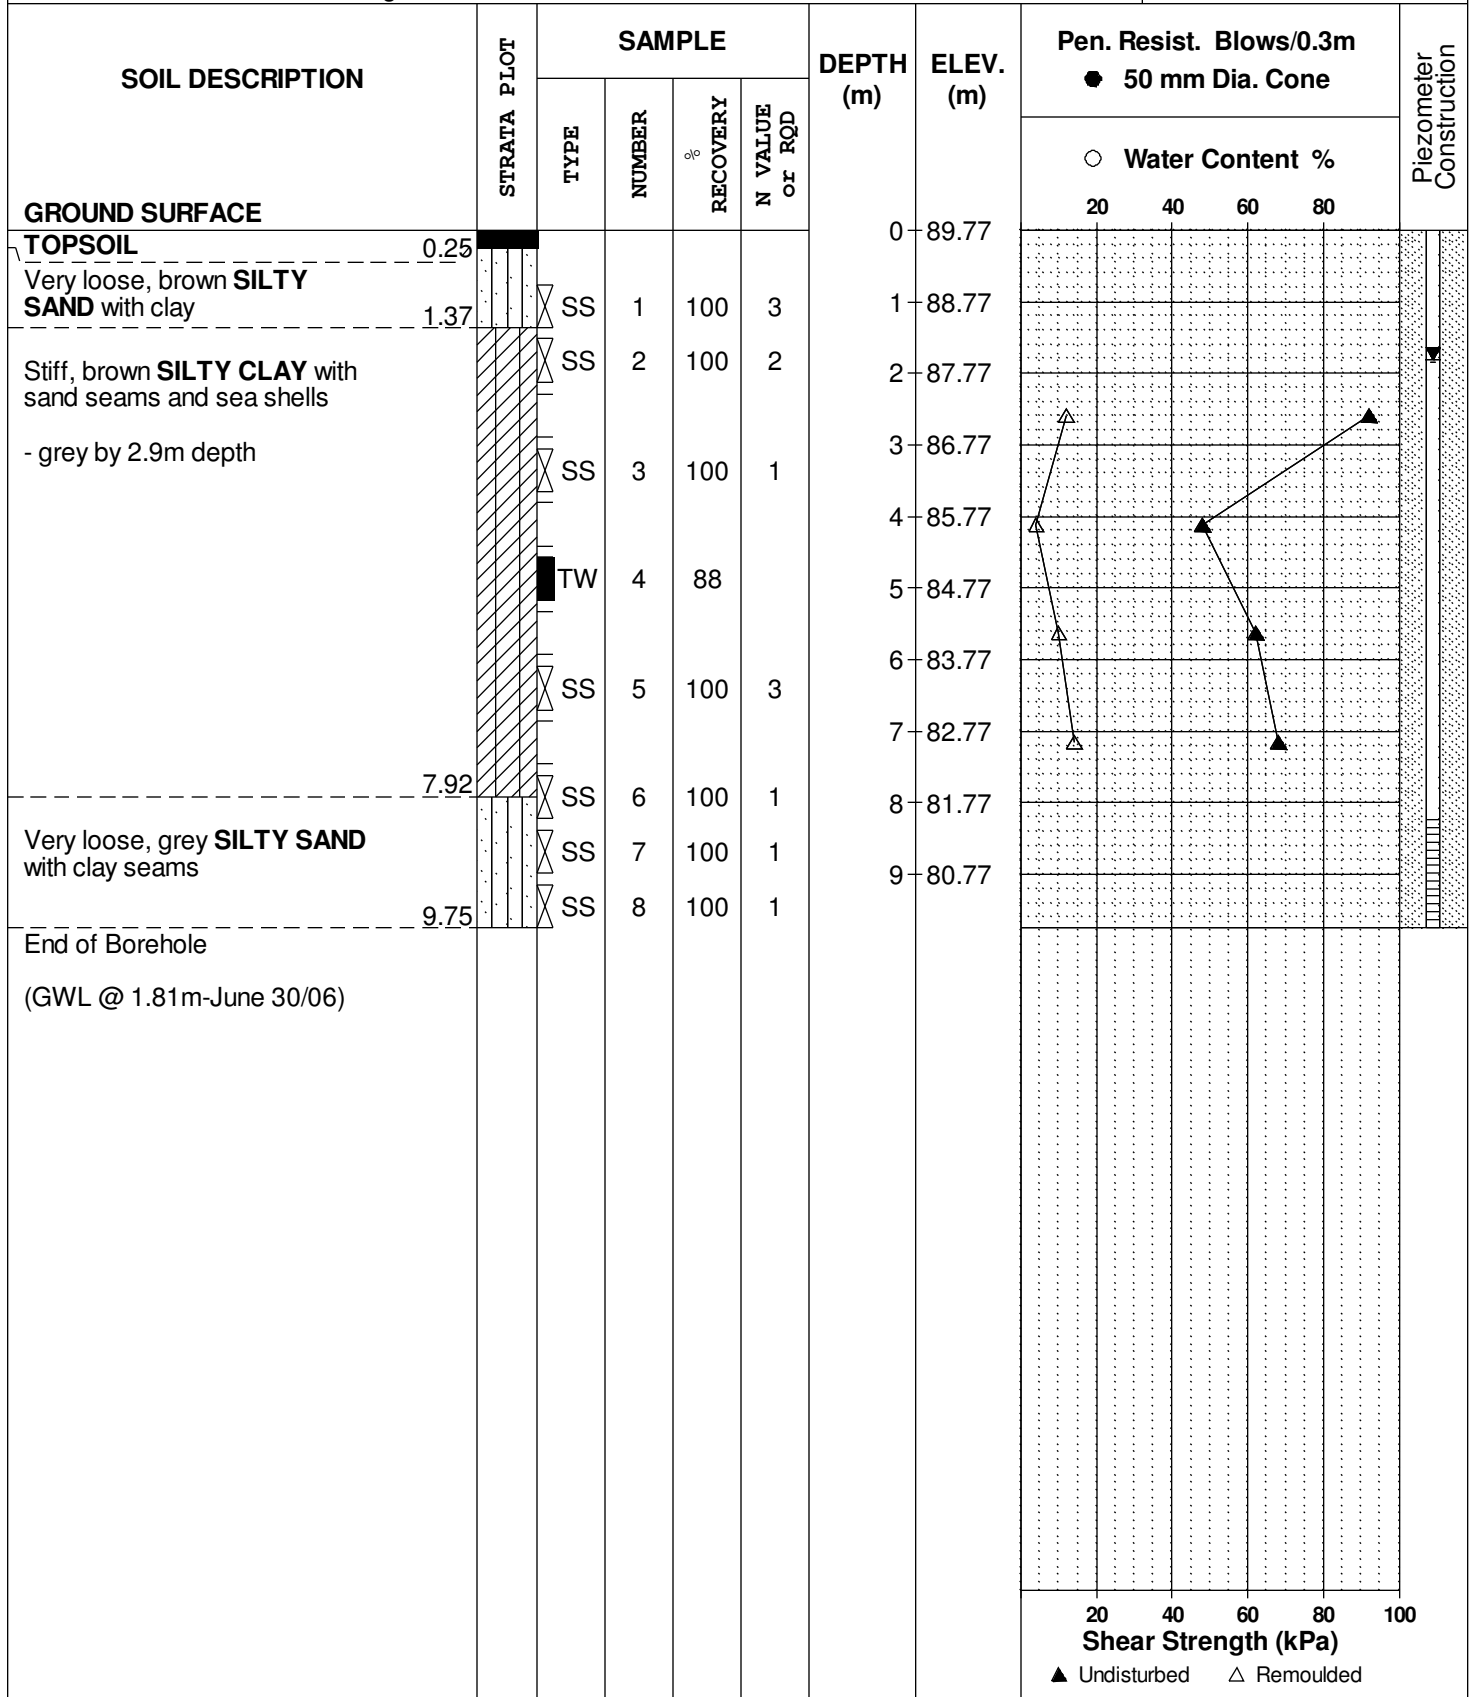 SOIL DESCRIPTION
GROUND SURFACE
STRATA PLOT
SAMPLE
TYPE
NUMBER
% RECOVERY
N VALUE or RQD
DEPTH (m)
ELEV. (m)
Pen. Resist. Blows/0.3m
● 50 mm Dia. Cone
○ Water Content %
20 40 60 80
Piezometer Construction
0 89.77
TOPSOIL 0.25
Very loose, brown SILTY
SAND with clay 1.37
SS 1 100 3
1 88.77
SS 2 100 2
Stiff, brown SILTY CLAY with
sand seams and sea shells
2 87.77
- grey by 2.9m depth
3 86.77
SS 3 100 1
4 85.77
TW 4 88
5 84.77
6 83.77
SS 5 100 3
7 82.77
7.92
SS 6 100 1
8 81.77
Very loose, grey SILTY SAND
with clay seams
SS 7 100 1
9 80.77
SS 8 100 1
9.75
End of Borehole
(GWL @ 1.81m-June 30/06)
20 40 60 80 100
Shear Strength (kPa)
▲ Undisturbed △ Remoulded